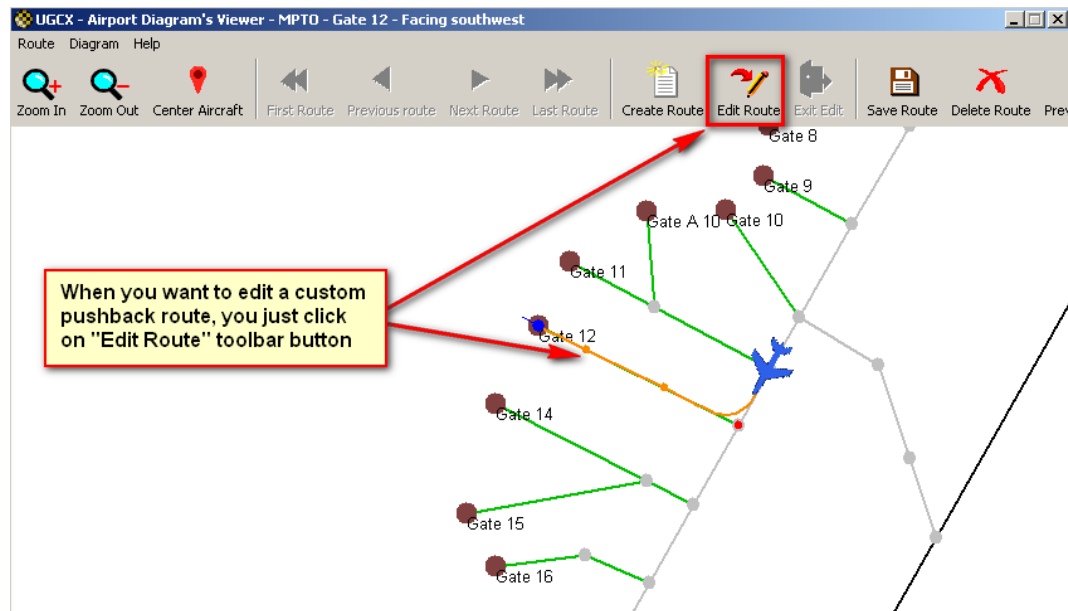 UGCX - Airport Diagram's Viewer - MPTO - Gate 12 - Facing southwest
Route Diagram Help
Zoom In Zoom Out Center Aircraft First Route Previous route Next Route Last Route Create Route Edit Route Exit Edit Save Route Delete Route Prev
Gate 8
Gate 9
Gate A 10 Gate 10
Gate 11
When you want to edit a custom
pushback route, you just click
on "Edit Route" toolbar button
Gate 12
Gate 14
Gate 15
Gate 16